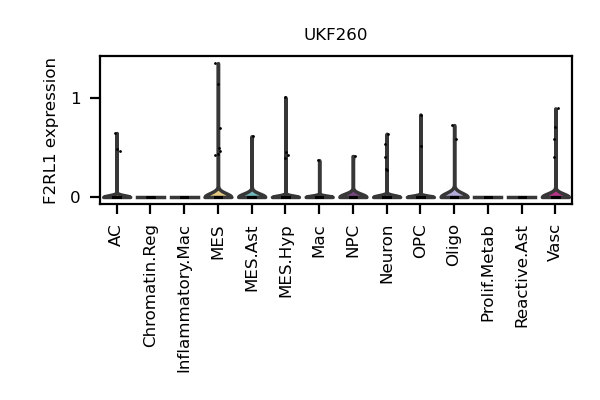 UKF260
F2RL1 expression
1
0
AC
Chromatin.Reg
Inflammatory.Mac
MES
MES.Ast
MES.Hyp
Mac
NPC
Neuron
OPC
Oligo
Prolif.Metab
Reactive.Ast
Vasc